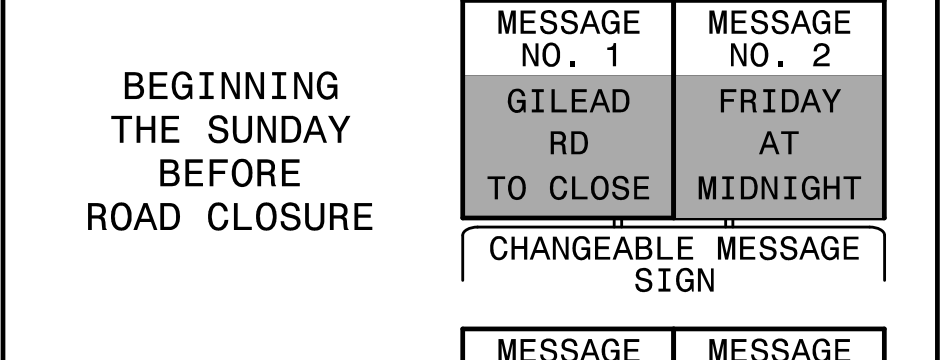 BEGINNING
THE SUNDAY
BEFORE
ROAD CLOSURE
MESSAGE
NO. 1
GILEAD
RD
TO CLOSE
MESSAGE
NO. 2
FRIDAY
AT
MIDNIGHT
CHANGEABLE MESSAGE
SIGN
MESSAGE
MESSAGE